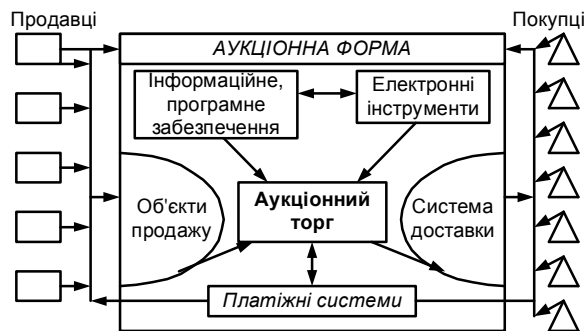 Продавці
Покупці
АУКЦІОННА ФОРМА
Інформаційне,
програмне
забезпечення
Електронні
інструменти
Об'єкти
продажу
Аукціонний
торг
Система
доставки
Платіжні системи